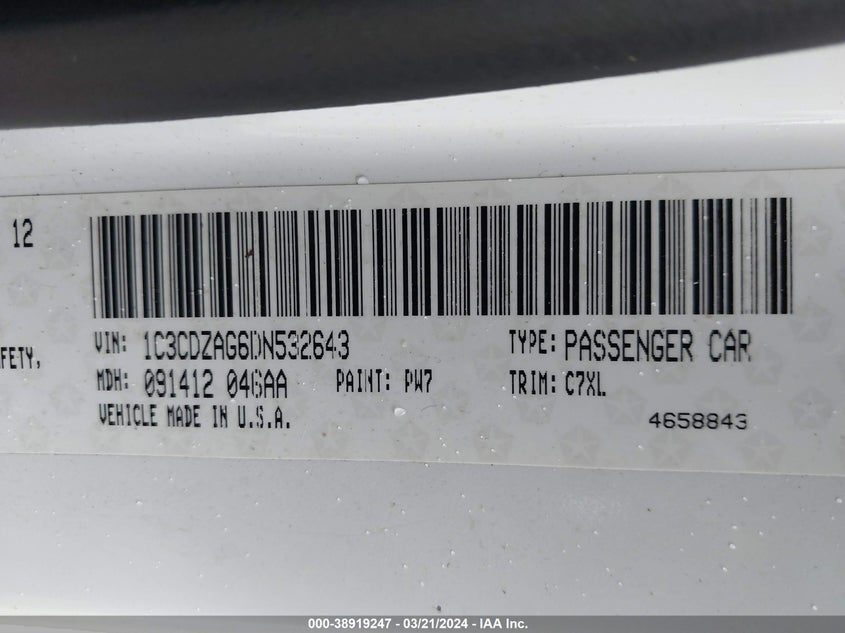 12
FETY,
VIN: 1C3CDZAG6DN532643 TYPE: PASSENGER CAR
MDH: 091412 046AA PAINT: PW7 TRIM: C7XL
VEHICLE MADE IN U.S.A. 4658843
000-38919247 - 03/21/2024 - IAA Inc.